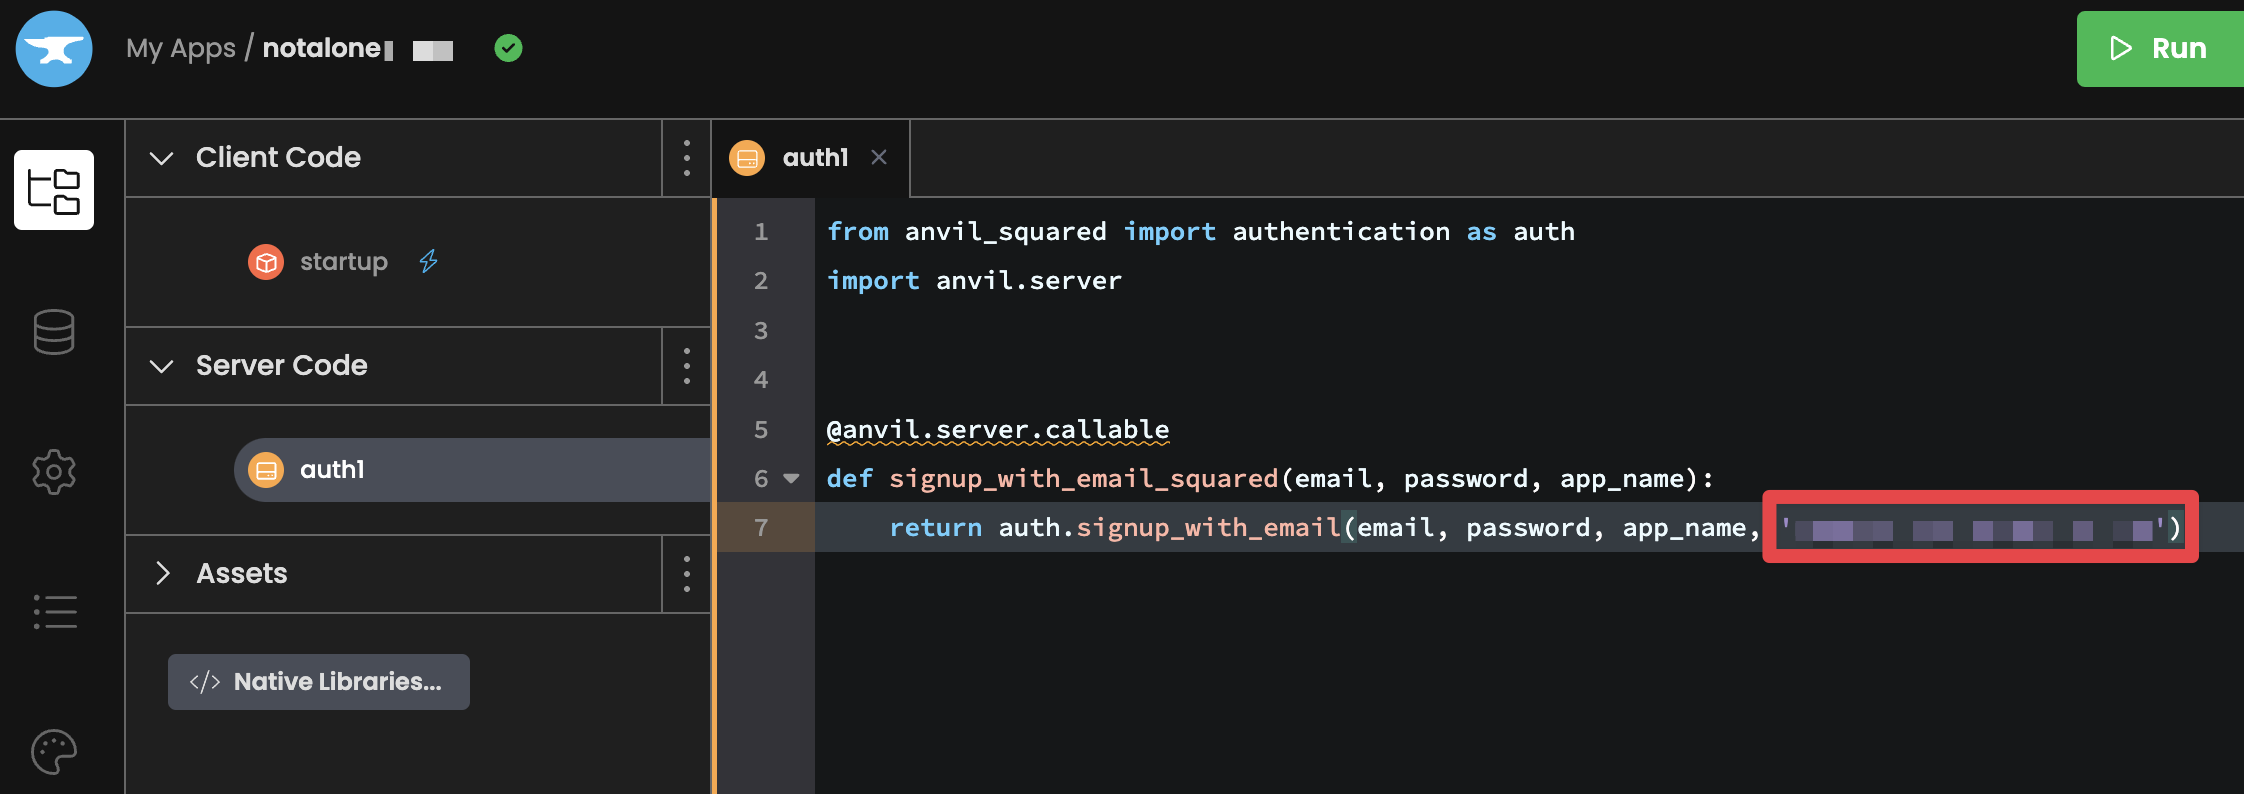 My Apps / notalone
Run
Client Code
auth1
startup
Server Code
auth1
Assets
</> Native Libraries...
1 from anvil_squared import authentication as auth
2 import anvil.server
3
4
5 @anvil.server.callable
6 def signup_with_email_squared(email, password, app_name):
7 return auth.signup_with_email(email, password, app_name, '')